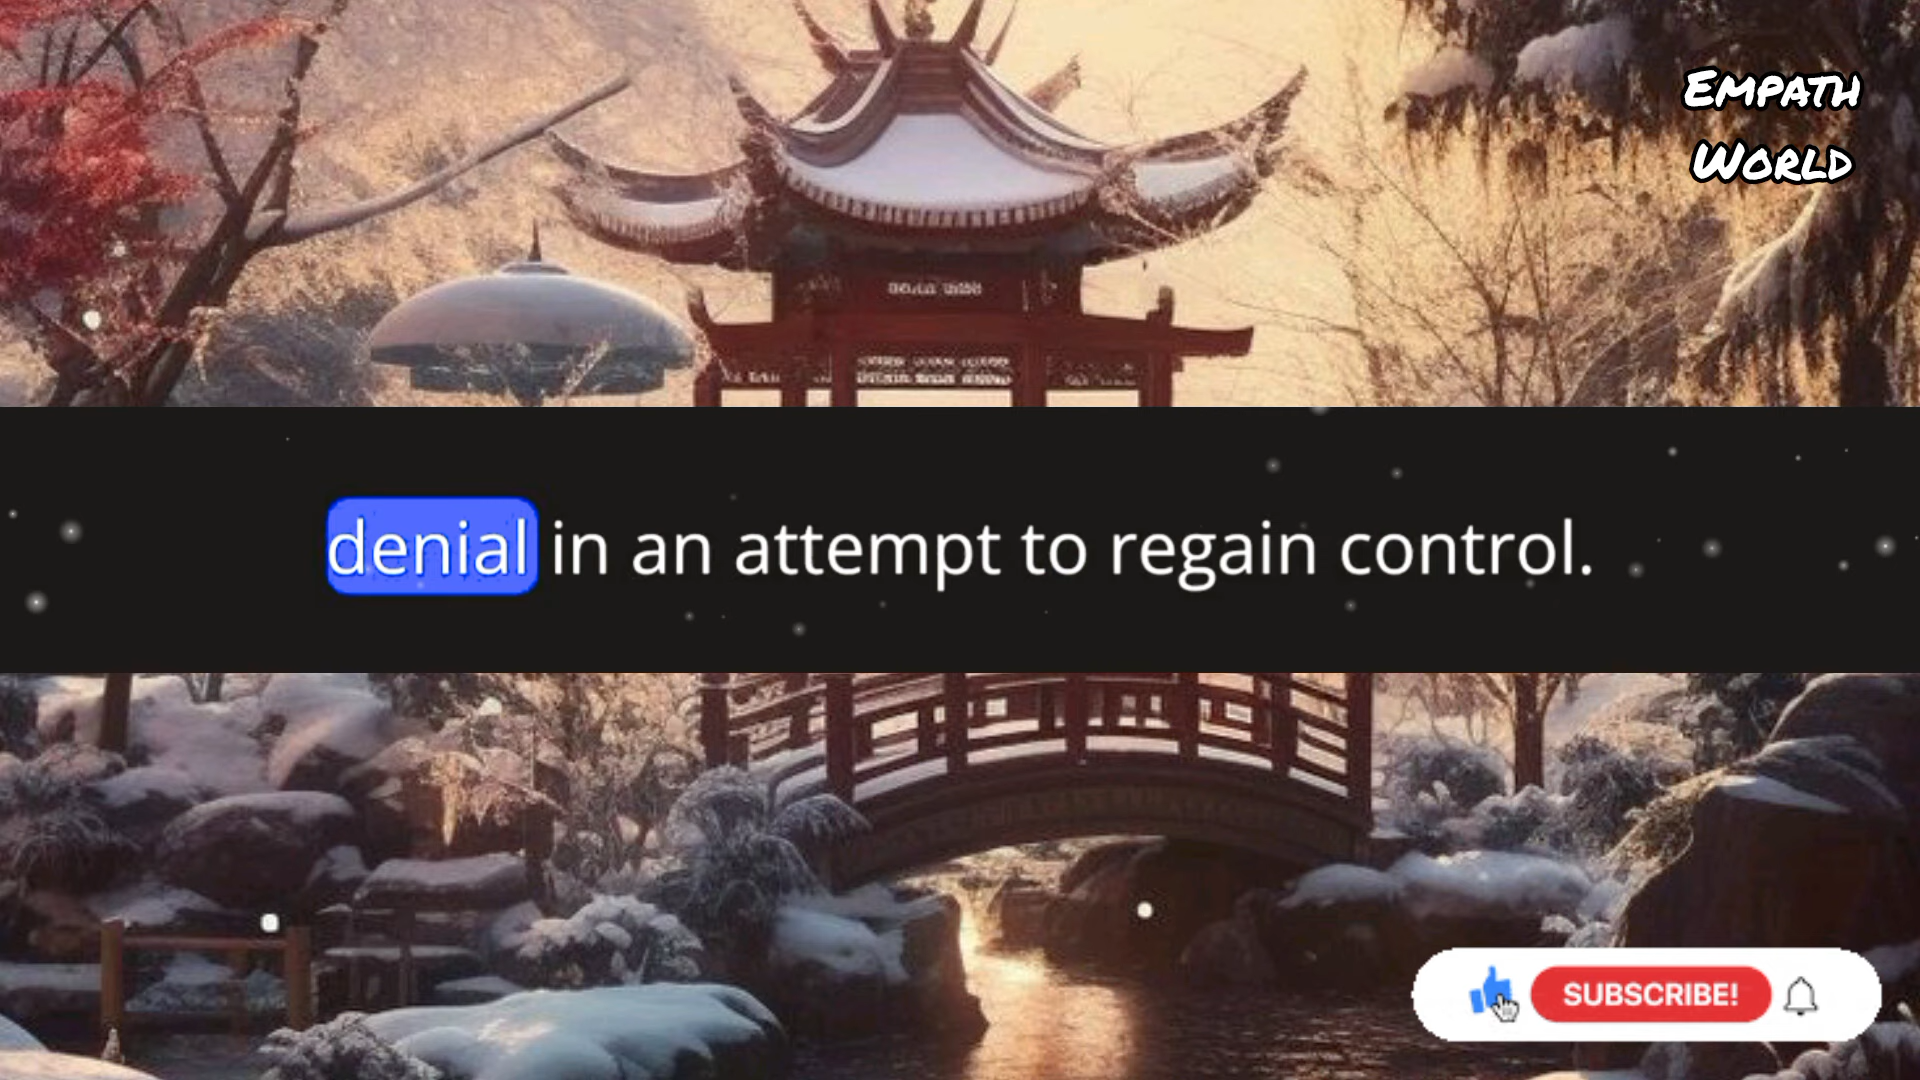 EMPATH
WORLD
denial in an attempt to regain control.
SUBSCRIBE!